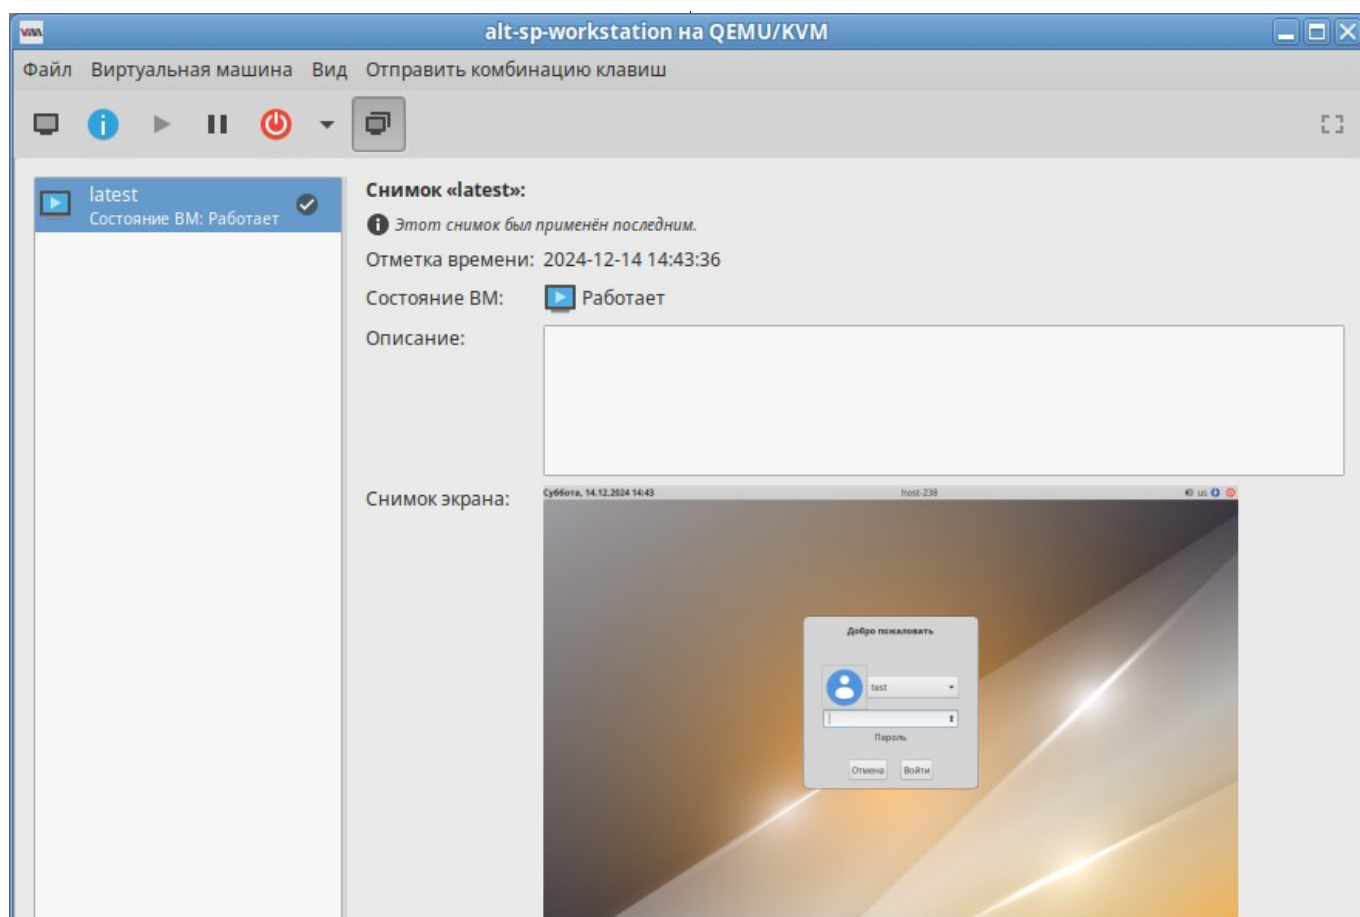 alt-sp-workstation на QEMU/KVM
Файл Виртуальная машина Вид Отправить комбинацию клавиш
latest
Состояние ВМ: Работает
Снимок «latest»:
Этот снимок был применён последним.
Отметка времени: 2024-12-14 14:43:36
Состояние ВМ: Работает
Описание:
Снимок экрана:
Суббота, 14.12.2024 14:43 host-238 us
Добро пожаловать
test
Пароль
Отмена Войти